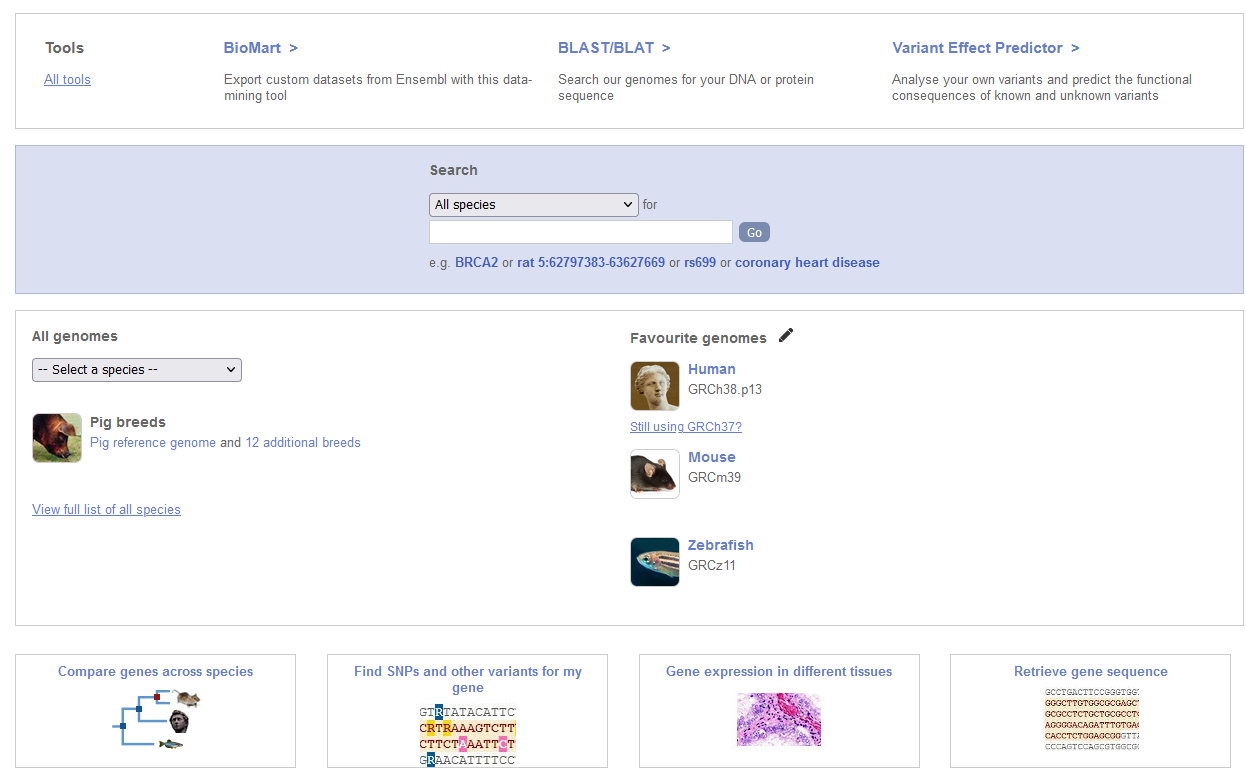 Tools
All tools
BioMart >
Export custom datasets from Ensembl with this data-
mining tool
BLAST/BLAT >
Search our genomes for your DNA or protein
sequence
Variant Effect Predictor >
Analyse your own variants and predict the functional
consequences of known and unknown variants
Search
All species for
Go
e.g. BRCA2 or rat 5:62797383-63627669 or rs699 or coronary heart disease
All genomes
-- Select a species --
Pig breeds
Pig reference genome and 12 additional breeds
View full list of all species
Favourite genomes
Human
GRCh38.p13
Still using GRCh37?
Mouse
GRCm39
Zebrafish
GRCz11
Compare genes across species
Find SNPs and other variants for my
gene
GTRTATACATTC
CRTRAAAGTCTT
CTTCTAAATTCT
GRAACATTTTCC
Gene expression in different tissues
Retrieve gene sequence
GCCTGACTTCCGGGTGG
GGGCTTGTGGCGCGAGC
GCGCCTCTGCTGCGCCT
AGGGGACAGATTTGTGA
CACCTCTGGAGCGGGTTA
CCCAGTCCAGCGTGGCG